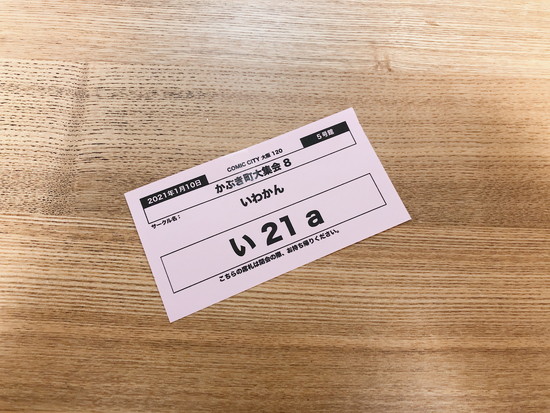 2021年1月10日
COMIC CITY 大阪 120
5号館
かぶき町大集会 8
サークル名：
いわかん
い 21 a
こちらの席札は閉会の際、お持ち帰りください。